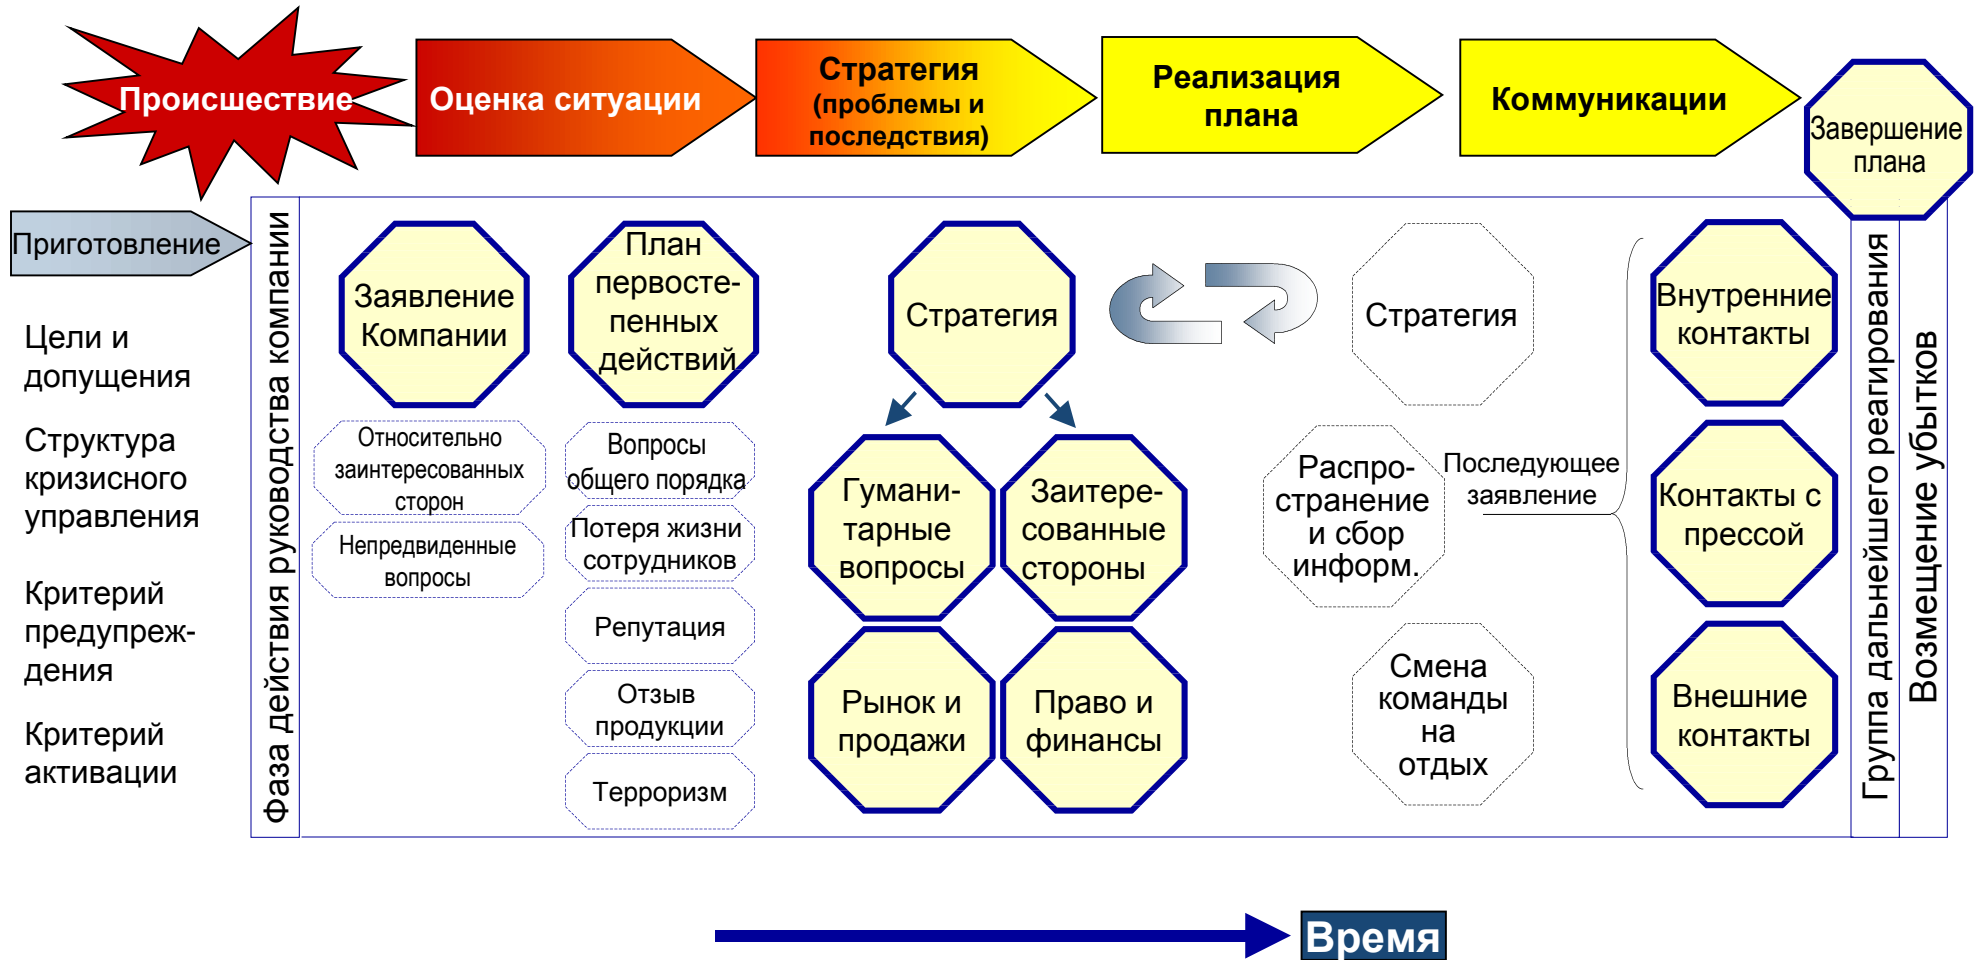 Происшествие
Оценка ситуации
Стратегия
(проблемы и
последствия)
Реализация
плана
Коммуникации
Завершение
плана
Приготовление
Цели и
допущения
Структура
кризисного
управления
Критерий
предупреж-
дения
Критерий
активации
Фаза действия руководства компании
Заявление
Компании
Относительно
заинтересованных
сторон
Непредвиденные
вопросы
План
первосте-
пенных
действий
Вопросы
общего порядка
Потеря жизни
сотрудников
Репутация
Отзыв
продукции
Терроризм
Стратегия
Гумани-
тарные
вопросы
Заитере-
сованные
стороны
Рынок и
продажи
Право и
финансы
Стратегия
Распро-
странение
и сбор
информ.
Смена
команды
на
отдых
Последующее
заявление
Внутренние
контакты
Контакты с
прессой
Внешние
контакты
Группа дальнейшего реагирования
Возмещение убытков
Время